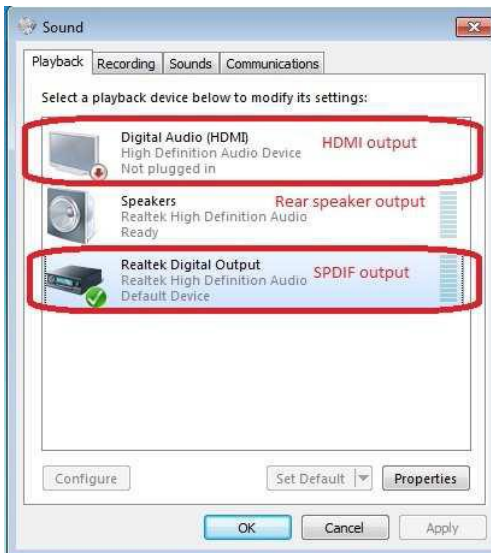 Sound
Playback Recording Sounds Communications
Select a playback device below to modify its settings:
Digital Audio (HDMI)
High Definition Audio Device
Not plugged in
HDMI output
Speakers
Realtek High Definition Audio
Ready
Rear speaker output
Realtek Digital Output
Realtek High Definition Audio
Default Device
SPDIF output
Configure Set Default Properties
OK Cancel Apply